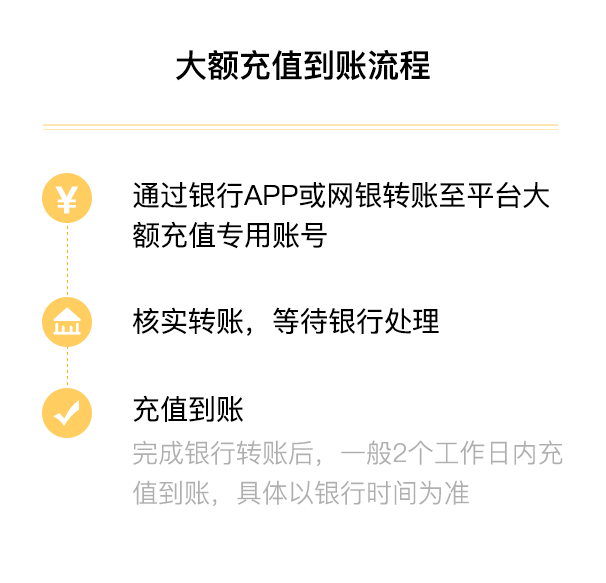 大额充值到账流程
¥
通过银行APP或网银转账至平台大
额充值专用账号
核实转账，等待银行处理
充值到账
完成银行转账后，一般2个工作日内充
值到账，具体以银行时间为准